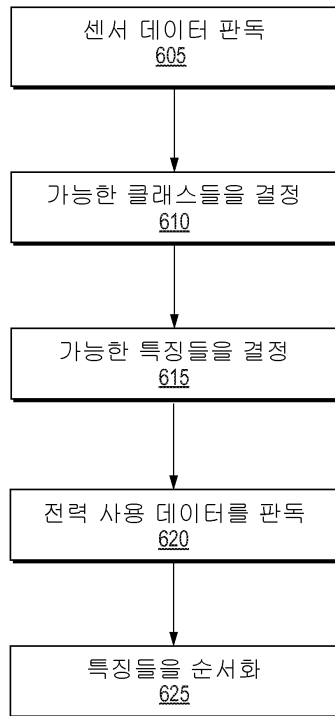 센서 데이터 판독
605
가능한 클래스들을 결정
610
가능한 특징들을 결정
615
전력 사용 데이터를 판독
620
특징들을 순서화
625